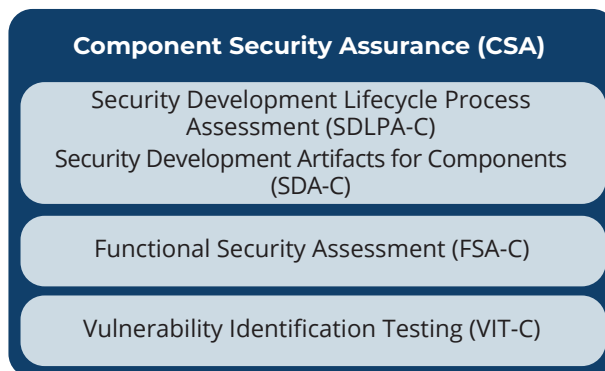 Component Security Assurance (CSA)
Security Development Lifecycle Process
Assessment (SDLPA-C)
Security Development Artifacts for Components
(SDA-C)
Functional Security Assessment (FSA-C)
Vulnerability Identification Testing (VIT-C)